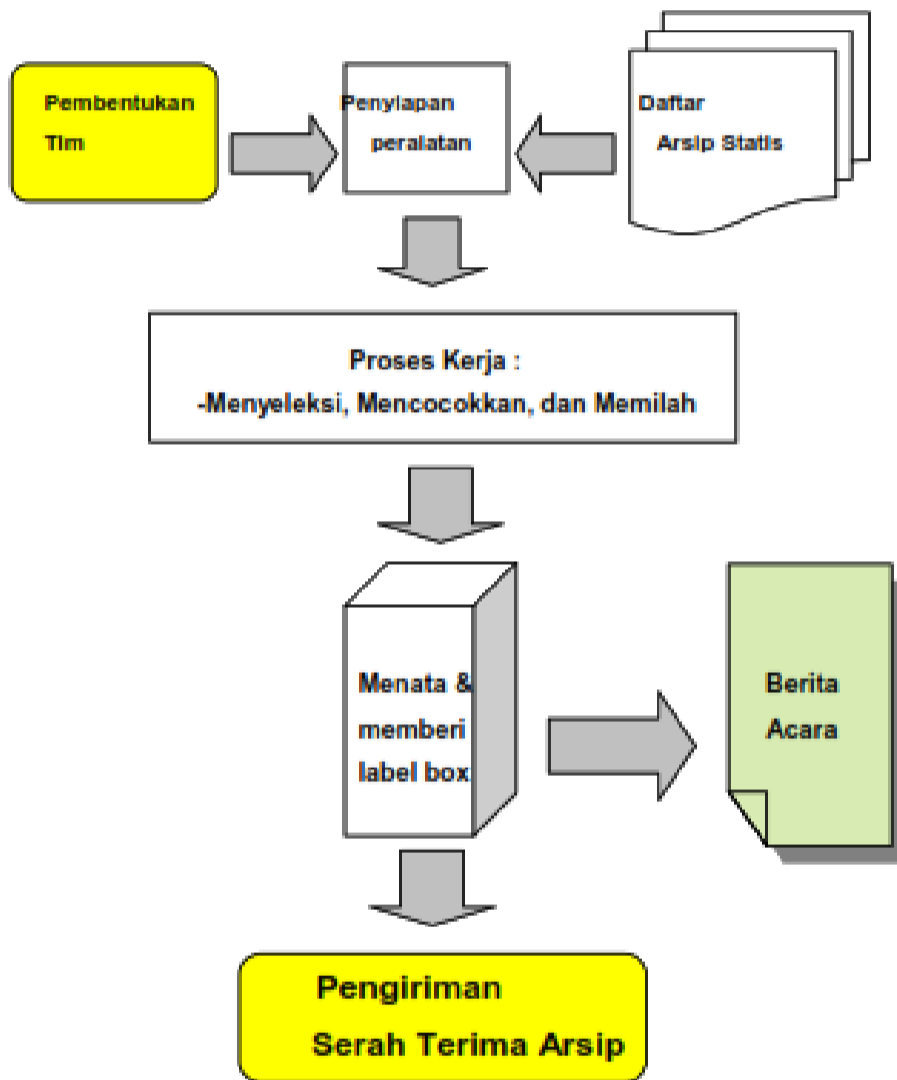 Pembentukan
Tim
Penyiapan
peralatan
Daftar
Arsip Statis
Proses Kerja :
-Menyeleksi, Mencocokkan, dan Memilah
Menata &
memberi
label box
Berita
Acara
Pengiriman
Serah Terima Arsip